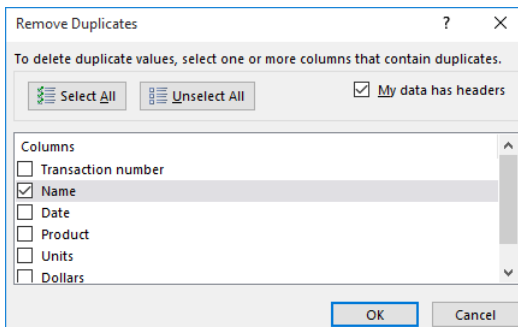 Remove Duplicates ? ×
To delete duplicate values, select one or more columns that contain duplicates.
Select All Unselect All My data has headers
Columns
Transaction number
Name
Date
Product
Units
Dollars
OK Cancel